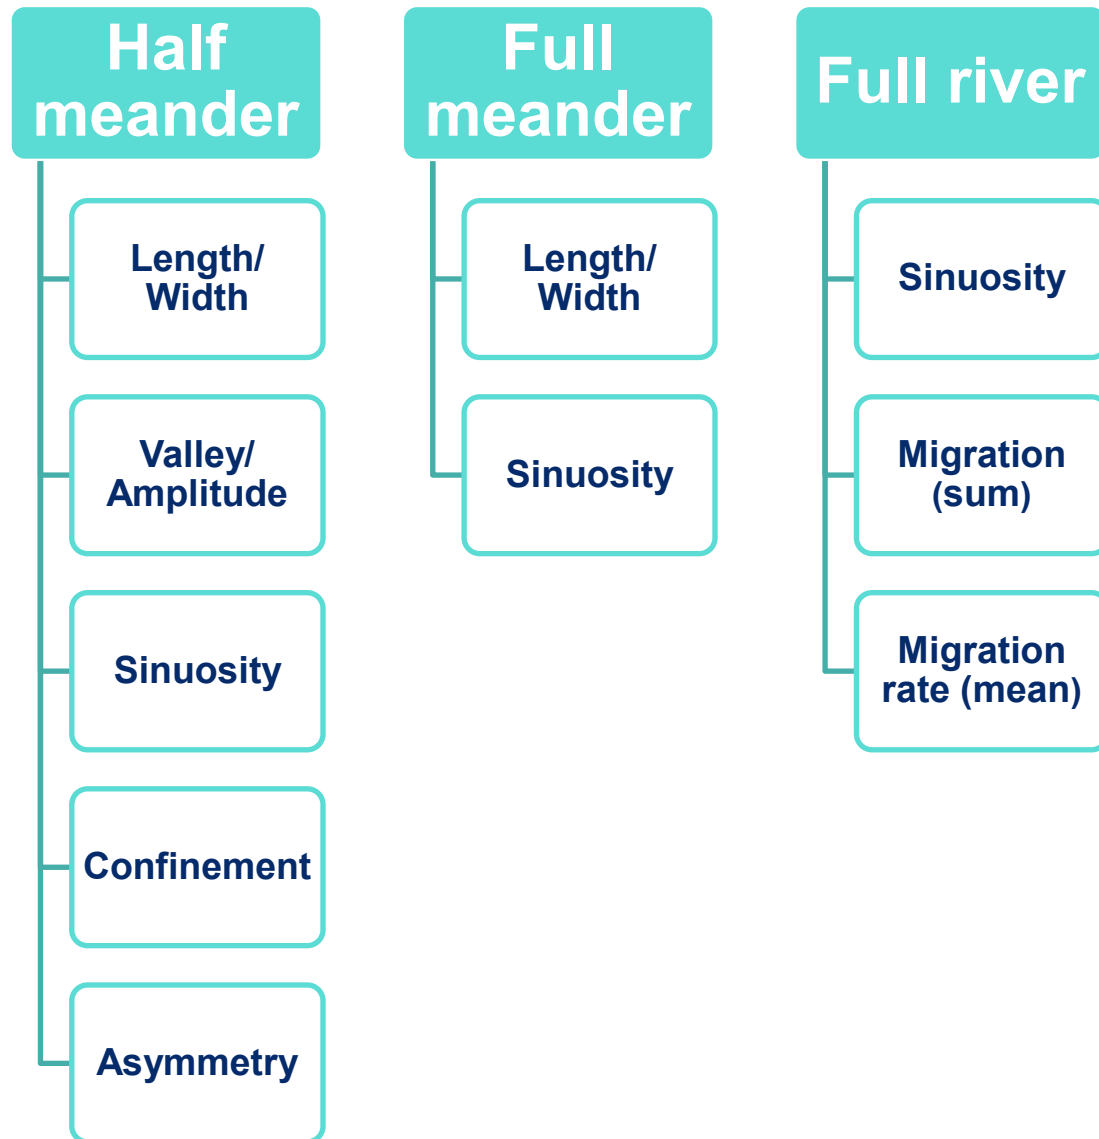 Half
meander
Length/
Width
Valley/
Amplitude
Sinuosity
Confinement
Asymmetry
Full
meander
Length/
Width
Sinuosity
Full river
Sinuosity
Migration
(sum)
Migration
rate (mean)